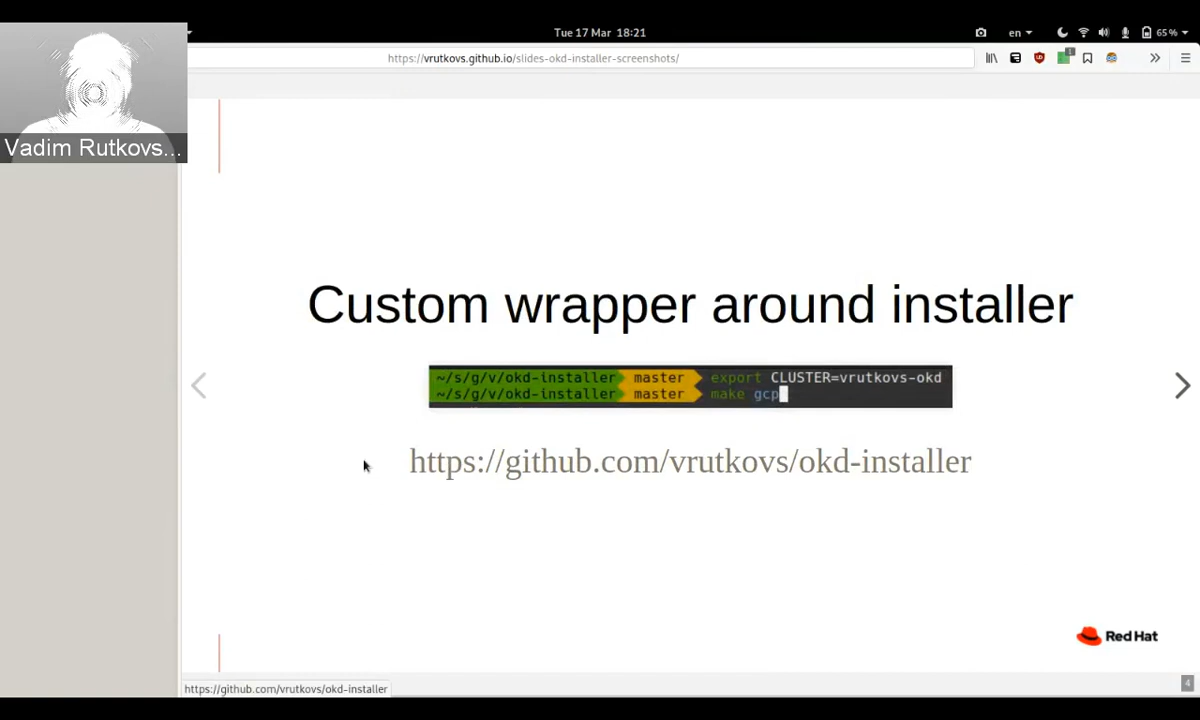 Tue 17 Mar 18:21
en
65 %
https://vrutkovs.github.io/slides-okd-installer-screenshots/
1
Vadim Rutkovs...
Custom wrapper around installer
~/s/g/v/okd-installer master export CLUSTER=vrutkovs-okd
~/s/g/v/okd-installer master make gcp
https://github.com/vrutkovs/okd-installer
Red Hat
https://github.com/vrutkovs/okd-installer
4